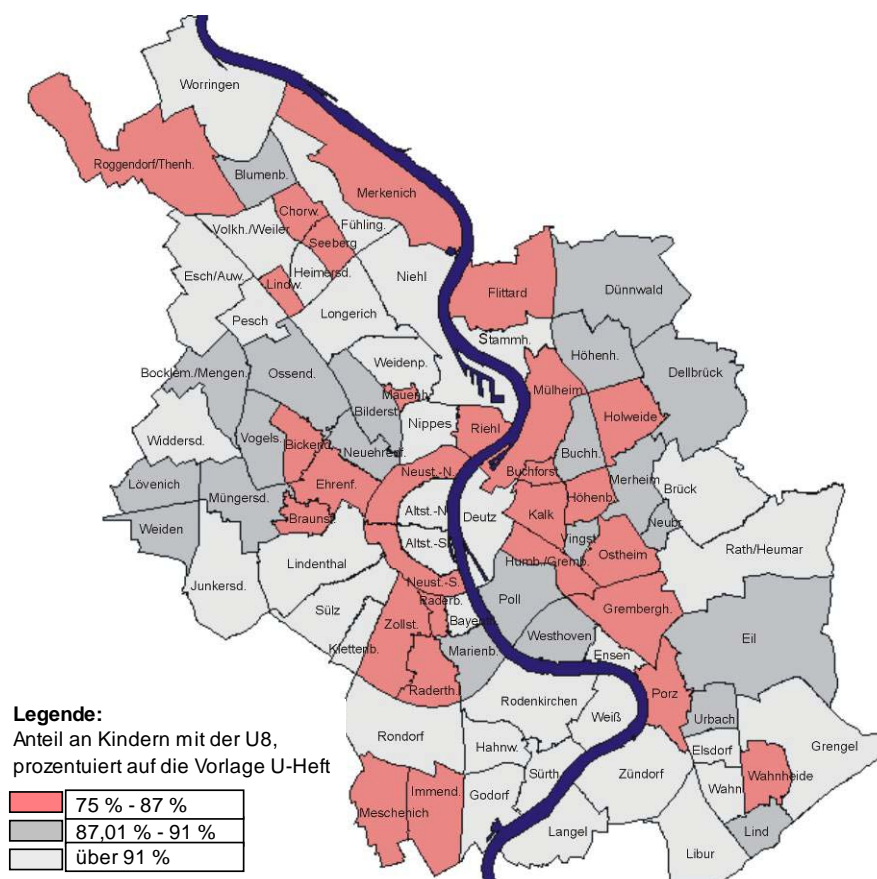 Worringen
Roggendorf/Thenh.
Blumenb.
Merkenich
Chorw.
Volkh./Weiler
Fühling.
Seeberg
Esch/Auw.
Heimersd.
Niehl
Lindw.
Flittard
Dünnwald
Pesch
Longerich
Stammh.
Höhenh.
Weidenp.
Dellbrück
Bocklem./Mengen.
Ossend.
Mülheim
Mauenh.
Bilderst.
Holweide
Nippes
Riehl
Widdersd.
Vogels.
Bickend.
Neuehrenf.
Buchh.
Neust.-N.
Buchforst
Merheim
Lövenich
Ehrenf.
Höhenb.
Brück
Müngersd.
Altst.-N.
Deutz
Kalk
Weiden
Brauns.
Neubr.
Vingst
Altst.-S.
Ostheim
Rath/Heumar
Lindenthal
Humb./Gremb.
Junkersd.
Neust.-S.
Poll
Sülz
Raderb.
Grembergh.
Zollst.
Bayenth.
Westhoven
Eil
Klettenb.
Marienb.
Ensen
Raderth.
Porz
Rodenkirchen
Weiß
Urbach
Rondorf
Hahnw.
Elsdorf
Grengel
Sürth
Zündorf
Wahnheide
Immend.
Godorf
Wahn
Meschenich
Langel
Lind
Libur
Legende:
Anteil an Kindern mit der U8,
prozentuiert auf die Vorlage U-Heft
75 % - 87 %
87,01 % - 91 %
über 91 %